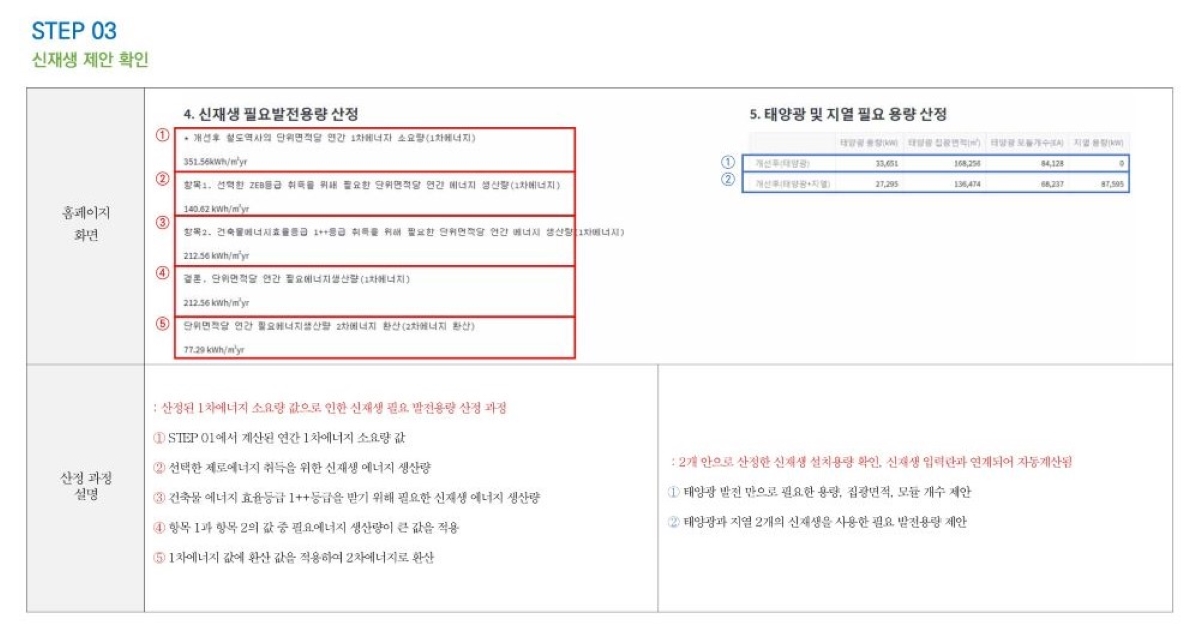 STEP 03
신재생 제안 확인
홈페이지
화면
4. 신재생 필요발전용량 산정
①
• 개선후 철도역사의 단위면적당 연간 1차에너지 소요량(1차에너지)
351.56kWh/m²yr
②
항목1. 선택한 ZEB등급 취득을 위해 필요한 단위면적당 연간 에너지 생산량(1차에너지)
140.62 kWh/m²yr
③
항목2. 건축물에너지효율등급 1++등급 취득을 위해 필요한 단위면적당 연간 에너지 생산량(1차에너지)
212.56 kWh/m²yr
④
결론. 단위면적당 연간 필요에너지생산량(1차에너지)
212.56 kWh/m²yr
⑤
단위면적당 연간 필요에너지생산량 2차에너지 환산(2차에너지 환산)
77.29 kWh/m²yr
5. 태양광 및 지열 필요 용량 산정
태양광 용량(kW) 태양광 집광면적(㎡) 태양광 모듈개수(EA) 지열 용량(kW)
① 개선후(태양광) 33,651 168,256 84,128 0
② 개선후(태양광+지열) 27,295 136,474 68,237 87,595
산정 과정
설명
: 산정된 1차에너지 소요량 값으로 인한 신재생 필요 발전용량 산정 과정
① STEP 01에서 계산된 연간 1차에너지 소요량 값
② 선택한 제로에너지 취득을 위한 신재생 에너지 생산량
③ 건축물 에너지 효율등급 1++등급을 받기 위해 필요한 신재생 에너지 생산량
④ 항목 1과 항목 2의 값 중 필요에너지 생산량이 큰 값을 적용
⑤ 1차에너지 값에 환산 값을 적용하여 2차에너지로 환산
: 2개 안으로 산정한 신재생 설치용량 확인, 신재생 입력란과 연계되어 자동계산됨
① 태양광 발전 만으로 필요한 용량, 집광면적, 모듈 개수 제안
② 태양광과 지열 2개의 신재생을 사용한 필요 발전용량 제안